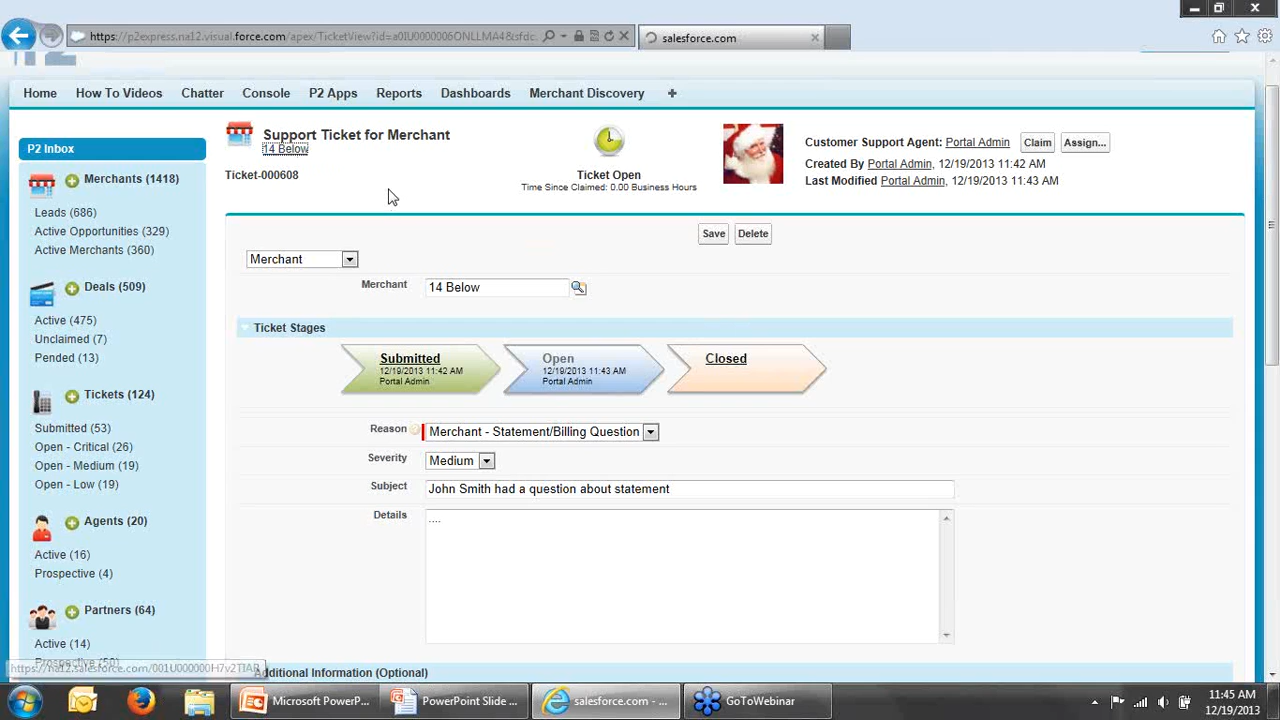 https://p2express.na12.visual.force.com/apex/TicketView?id=a0IU0000006ONLLMA4&sfdc.
salesforce.com
Home How To Videos Chatter Console P2 Apps Reports Dashboards Merchant Discovery
Support Ticket for Merchant
14 Below
Ticket-000608
Ticket Open
Time Since Claimed: 0.00 Business Hours
Customer Support Agent: Portal Admin Claim Assign...
Created By Portal Admin, 12/19/2013 11:42 AM
Last Modified Portal Admin, 12/19/2013 11:43 AM
P2 Inbox
Merchants (1418)
Leads (686)
Active Opportunities (329)
Active Merchants (360)
Deals (509)
Active (475)
Unclaimed (7)
Pended (13)
Tickets (124)
Submitted (53)
Open - Critical (26)
Open - Medium (19)
Open - Low (19)
Agents (20)
Active (16)
Prospective (4)
Partners (64)
Active (14)
Save Delete
Merchant
Merchant 14 Below
Ticket Stages
Submitted
12/19/2013 11:42 AM
Portal Admin
Open
12/19/2013 11:43 AM
Portal Admin
Closed
Reason Merchant - Statement/Billing Question
Severity Medium
Subject John Smith had a question about statement
Details ....
Additional Information (Optional)
https://na12.salesforce.com/001U000000H7v2TIAR
Microsoft PowerP... PowerPoint Slide ... salesforce.com - ... GoToWebinar
11:45 AM
12/19/2013